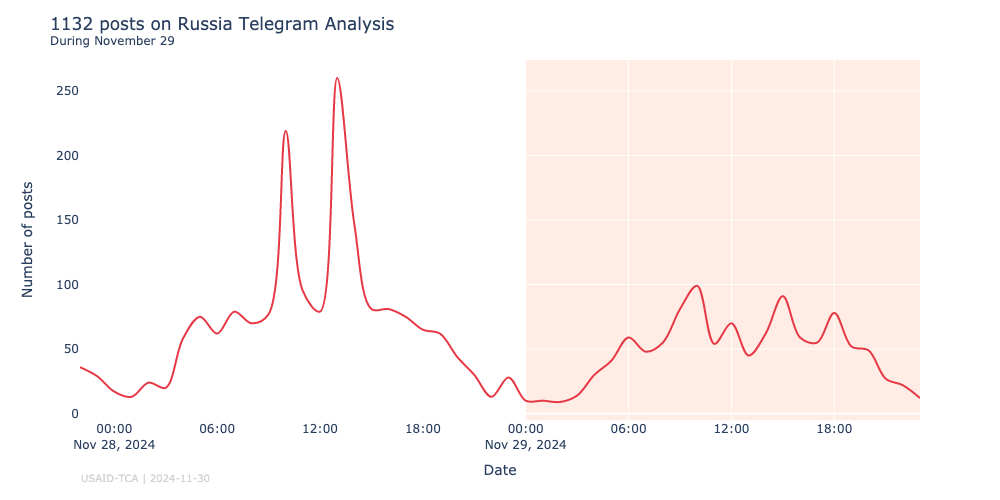 1132 posts on Russia Telegram Analysis
During November 29
Number of posts
250
200
150
100
50
0
00:00 06:00 12:00 18:00 00:00 06:00 12:00 18:00
Nov 28, 2024 Nov 29, 2024
Date
USAID-TCA | 2024-11-30